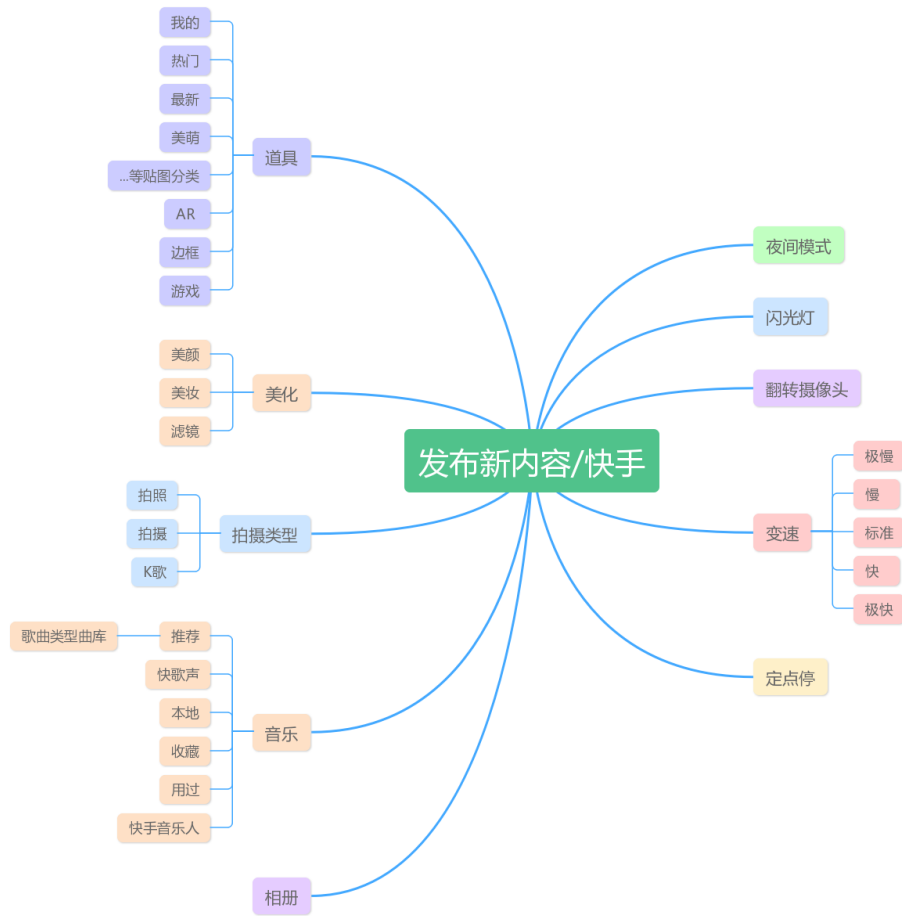 我的
热门
最新
美萌
...等贴图分类
AR
边框
游戏
道具
美颜
美妆
滤镜
美化
拍照
拍摄
K歌
拍摄类型
歌曲类型曲库
推荐
快歌声
本地
收藏
用过
快手音乐人
音乐
相册
发布新内容/快手
夜间模式
闪光灯
翻转摄像头
变速
极慢
慢
标准
快
极快
定点停